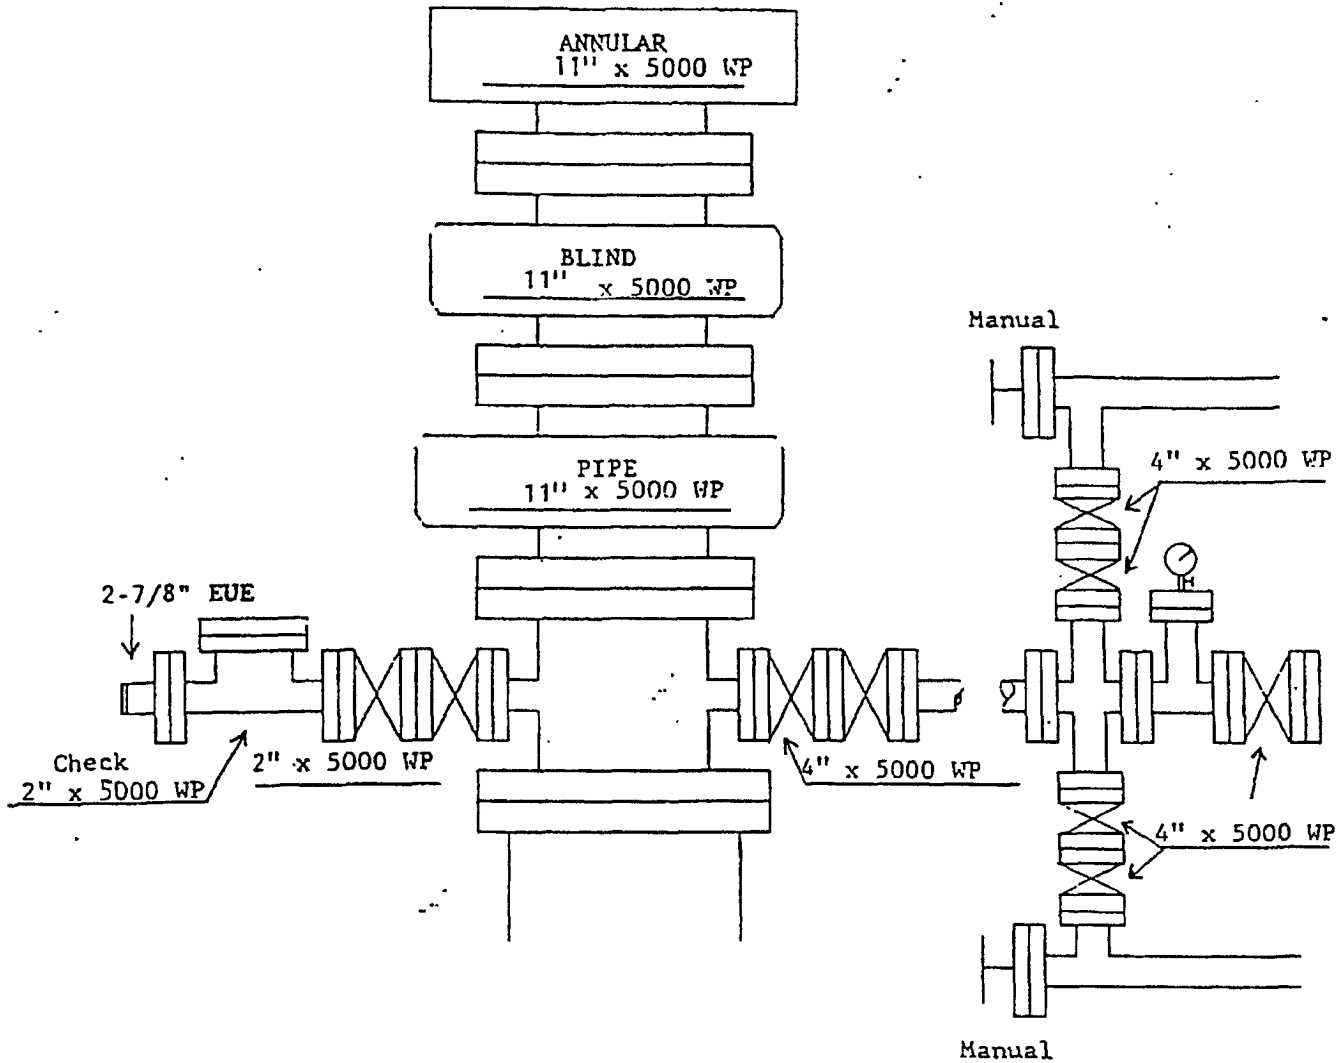 ANNULAR
11" x 5000 WP
BLIND
11" x 5000 WP
PIPE
11" x 5000 WP
Manual
4" x 5000 WP
2-7/8" EUE
Check
2" x 5000 WP
2" x 5000 WP
4" x 5000 WP
4" x 5000 WP
Manual